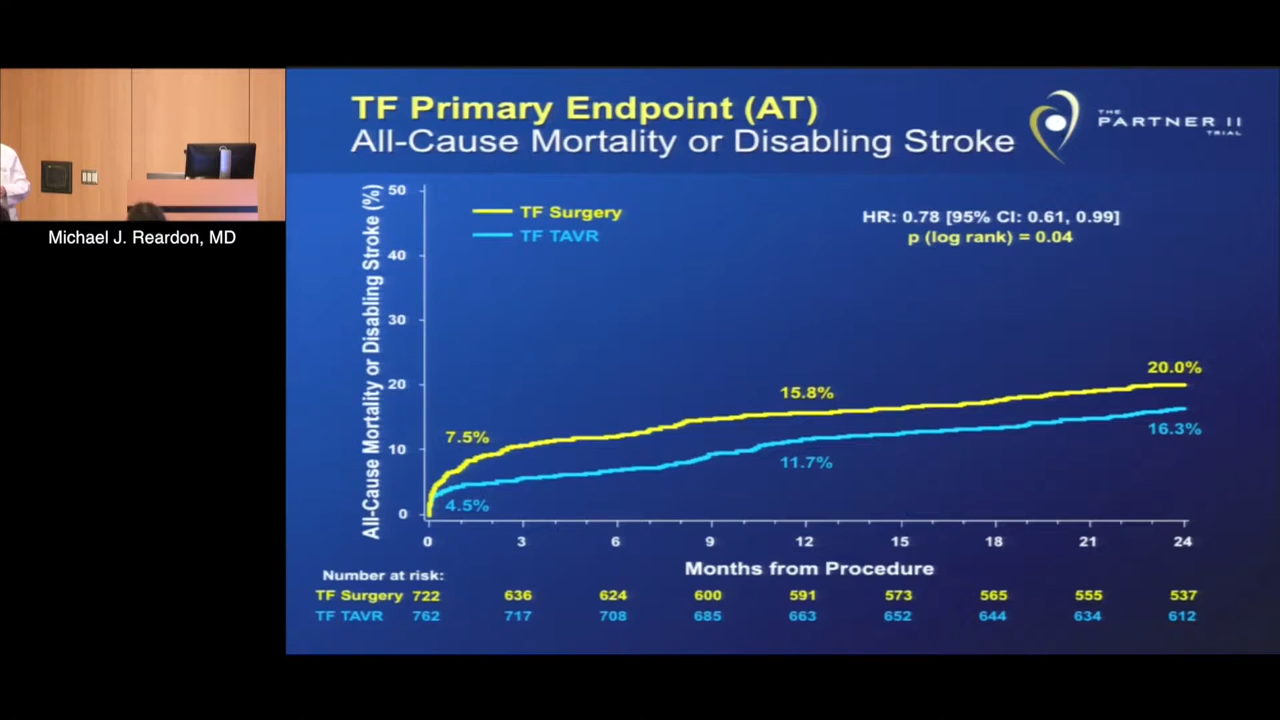 TF Primary Endpoint (AT)
All-Cause Mortality or Disabling Stroke
THE
PARTNER II
TRIAL
Michael J. Reardon, MD
All-Cause Mortality or Disabling Stroke (%)
50
40
30
20
10
0
TF Surgery
TF TAVR
HR: 0.78 [95% CI: 0.61, 0.99]
p (log rank) = 0.04
7.5%
15.8%
20.0%
4.5%
11.7%
16.3%
0 3 6 9 12 15 18 21 24
Months from Procedure
Number at risk:
TF Surgery 722 636 624 600 591 573 565 555 537
TF TAVR 762 717 708 685 663 652 644 634 612